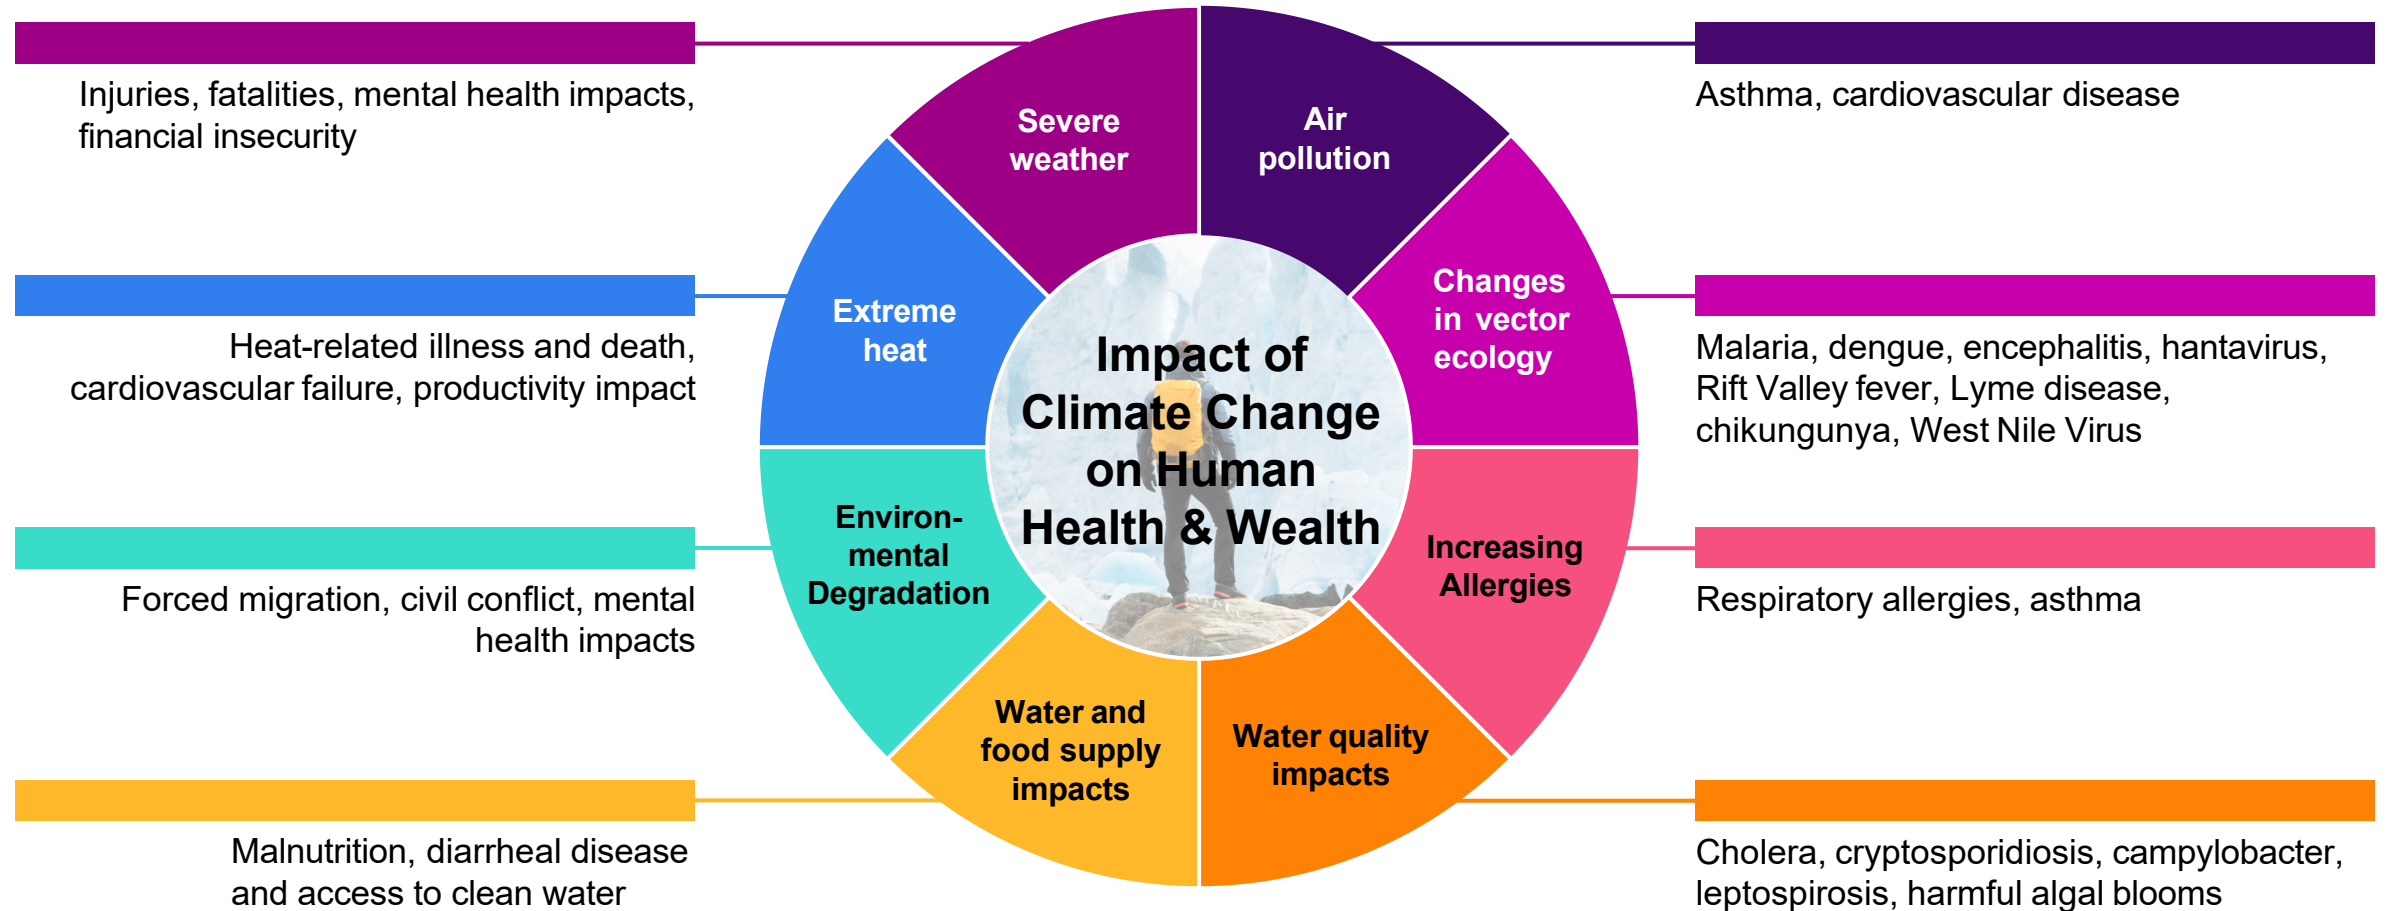 Injuries, fatalities, mental health impacts,
financial insecurity
Heat-related illness and death,
cardiovascular failure, productivity impact
Forced migration, civil conflict, mental
health impacts
Malnutrition, diarrheal disease
and access to clean water
Severe
weather
Air
pollution
Extreme
heat
Changes
in vector
ecology
Impact of
Climate Change
on Human
Health & Wealth
Environ-
mental
Degradation
Increasing
Allergies
Water and
food supply
impacts
Water quality
impacts
Asthma, cardiovascular disease
Malaria, dengue, encephalitis, hantavirus,
Rift Valley fever, Lyme disease,
chikungunya, West Nile Virus
Respiratory allergies, asthma
Cholera, cryptosporidiosis, campylobacter,
leptospirosis, harmful algal blooms